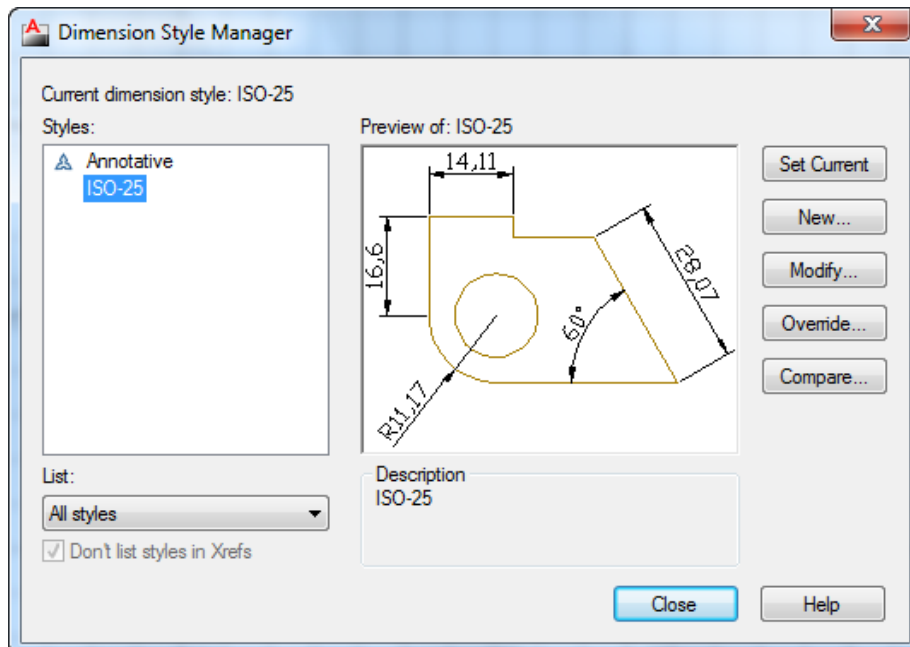 Dimension Style Manager
Current dimension style: ISO-25
Styles:
Annotative
ISO-25
Preview of: ISO-25
14,11
16,6
28,07
60°
R11,17
Set Current
New...
Modify...
Override...
Compare...
List:
All styles
Don't list styles in Xrefs
Description
ISO-25
Close
Help